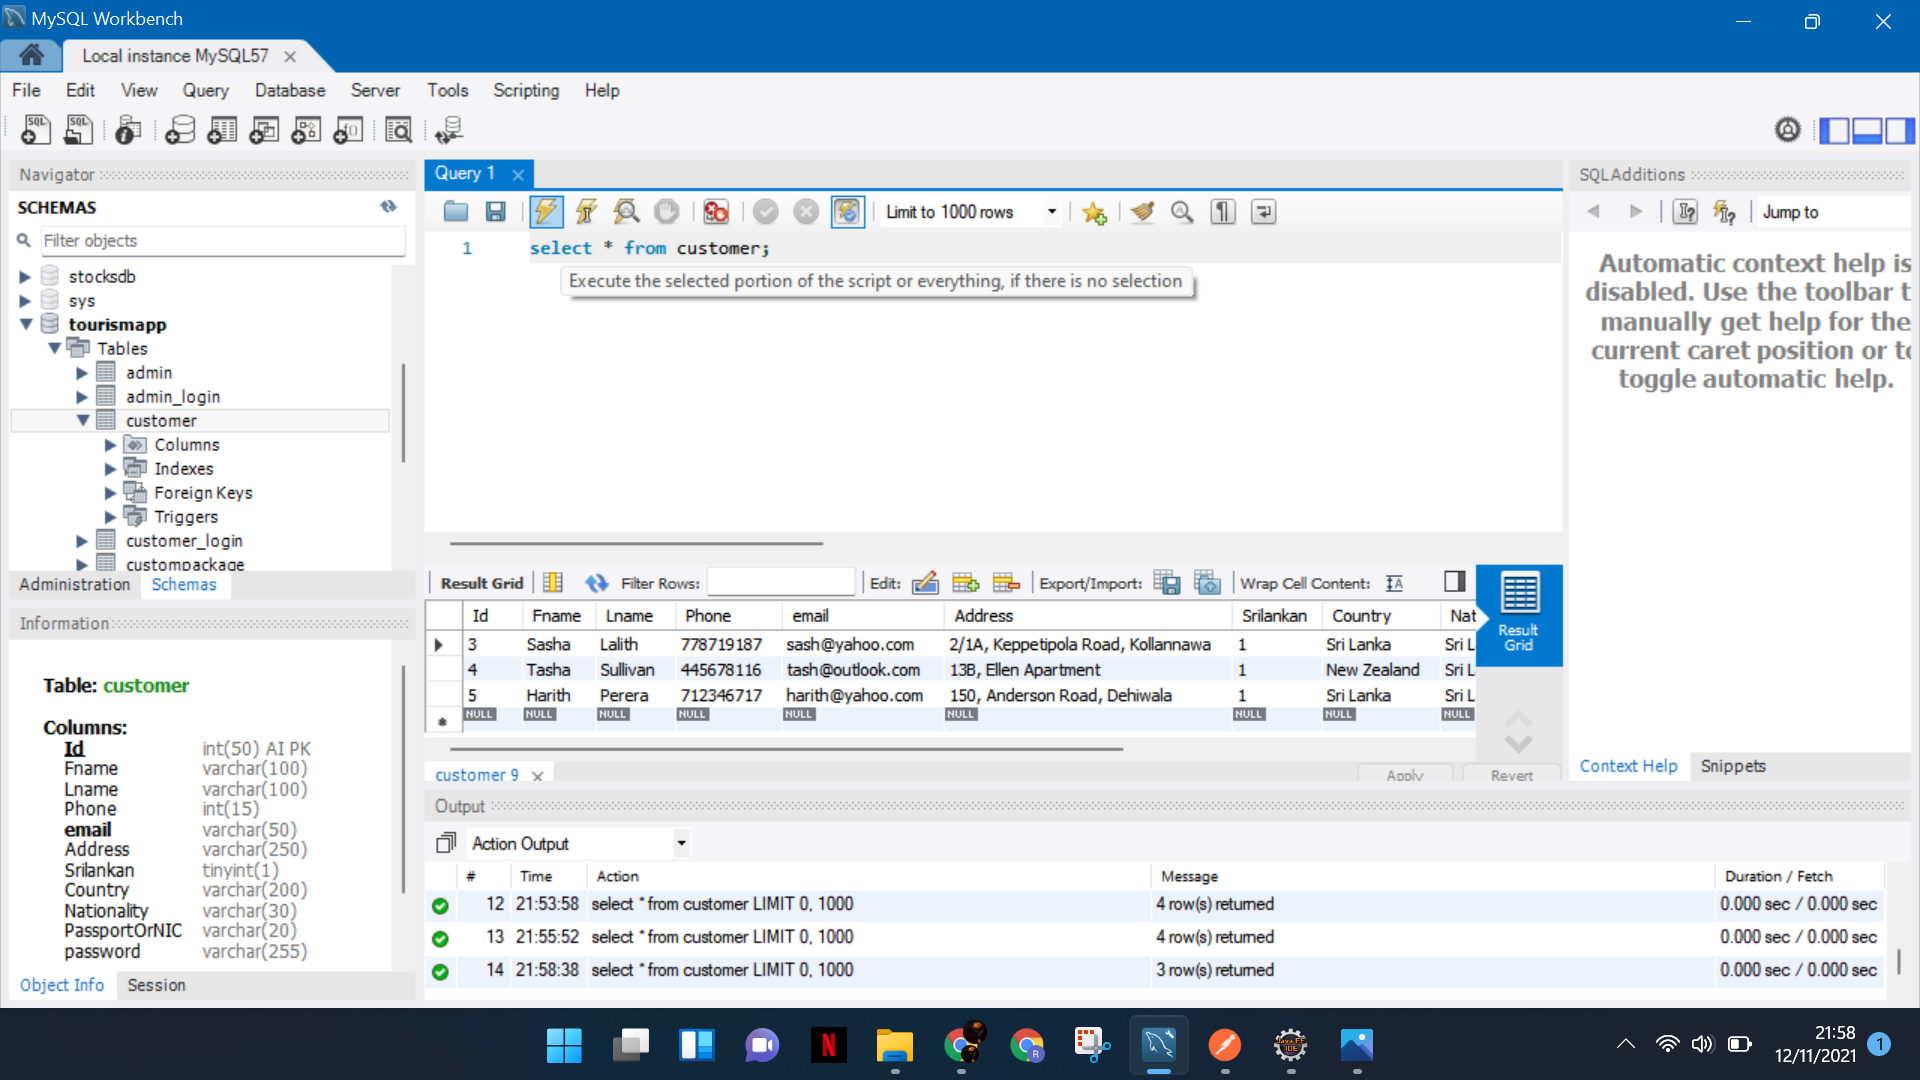 MySQL Workbench
Local instance MySQL57
File Edit View Query Database Server Tools Scripting Help
Navigator
SCHEMAS
Filter objects
stocksdb
sys
tourismapp
Tables
admin
admin_login
customer
Columns
Indexes
Foreign Keys
Triggers
customer_login
custompackage
Administration Schemas
Information
Table: customer
Columns:
Id int(50) AI PK
Fname varchar(100)
Lname varchar(100)
Phone int(15)
email varchar(50)
Address varchar(250)
Srilankan tinyint(1)
Country varchar(200)
Nationality varchar(30)
PassportOrNIC varchar(20)
password varchar(255)
Object Info Session
Query 1
Limit to 1000 rows
1 select * from customer;
Execute the selected portion of the script or everything, if there is no selection
Result Grid Filter Rows: Edit: Export/Import: Wrap Cell Content:
Id Fname Lname Phone email Address Srilankan Country Nat
3 Sasha Lalith 778719187 sash@yahoo.com 2/1A, Keppetipola Road, Kollannawa 1 Sri Lanka Sri L
4 Tasha Sullivan 445678116 tash@outlook.com 13B, Ellen Apartment 1 New Zealand Sri L
5 Harith Perera 712346717 harith@yahoo.com 150, Anderson Road, Dehiwala 1 Sri Lanka Sri L
NULL NULL NULL NULL NULL NULL NULL NULL NULL
Result
Grid
customer 9
Apply Revert
Output
Action Output
# Time Action Message Duration / Fetch
12 21:53:58 select * from customer LIMIT 0, 1000 4 row(s) returned 0.000 sec / 0.000 sec
13 21:55:52 select * from customer LIMIT 0, 1000 4 row(s) returned 0.000 sec / 0.000 sec
14 21:58:38 select * from customer LIMIT 0, 1000 3 row(s) returned 0.000 sec / 0.000 sec
SQLAdditions
Jump to
Automatic context help is
disabled. Use the toolbar t
manually get help for the
current caret position or to
toggle automatic help.
Context Help Snippets
21:58
12/11/2021
1